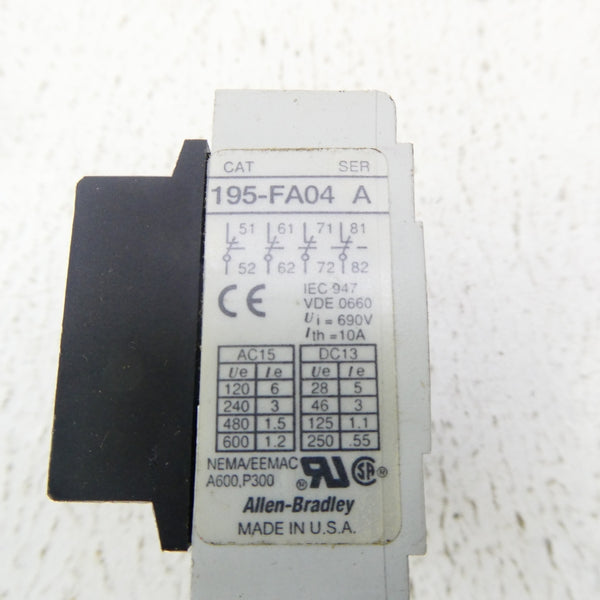 CAT SER
195-FA04 A
51 61 71 81
52 62 72 82
CE
IEC 947
VDE 0660
Ui = 690V
Ith =10A
AC15 DC13
Ue Ie Ue Ie
120 6 28 5
240 3 46 3
480 1.5 125 1.1
600 1.2 250 .55
NEMA/EEMAC
A600,P300
® RU SA ®
Allen-Bradley
MADE IN U.S.A.